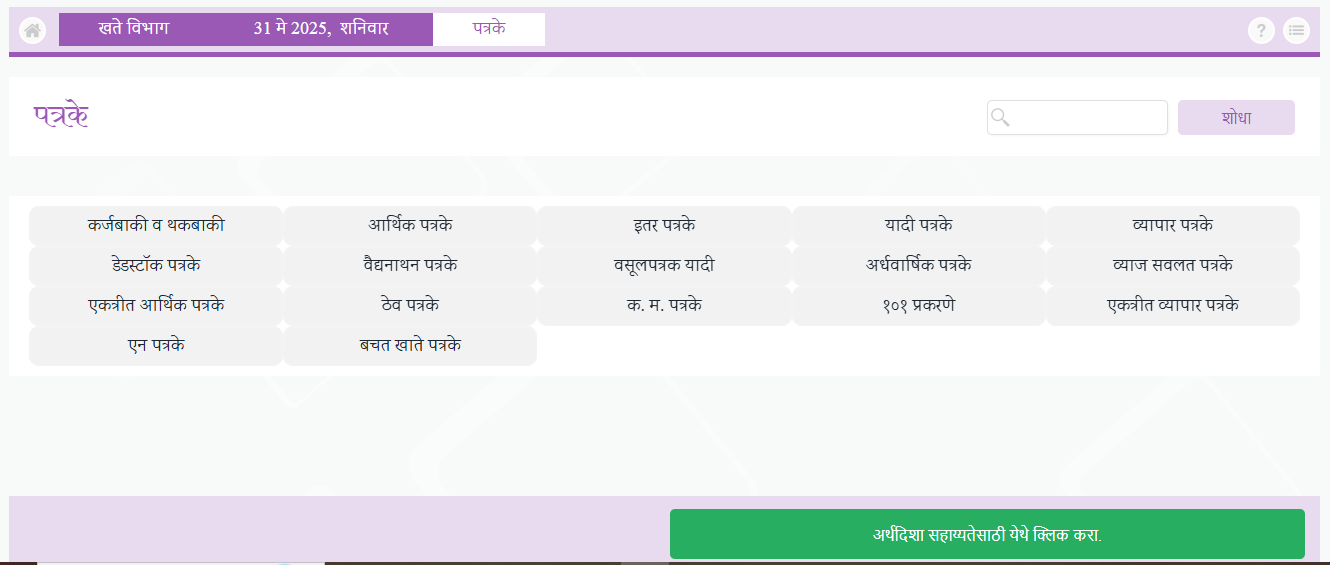 खते विभाग 31 मे 2025, शनिवार पत्रके ?
पत्रके
शोधा
कर्जबाकी व थकबाकी आर्थिक पत्रके इतर पत्रके यादी पत्रके व्यापार पत्रके
डेडस्टॉक पत्रके वैद्यनाथन पत्रके वसूलपत्रक यादी अर्धवार्षिक पत्रके व्याज सवलत पत्रके
एकत्रीत आर्थिक पत्रके ठेव पत्रके क. म. पत्रके १०१ प्रकरणे एकत्रीत व्यापार पत्रके
एन पत्रके बचत खाते पत्रके
अर्थदिशा सहाय्यतेसाठी येथे क्लिक करा.